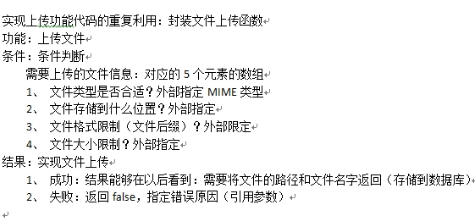 实现上传功能代码的重复利用：封装文件上传函数
功能：上传文件
条件：条件判断
需要上传的文件信息：对应的 5 个元素的数组
1、 文件类型是否合适？外部指定 MIME 类型
2、 文件存储到什么位置？外部指定
3、 文件格式限制（文件后缀）？外部限定
4、 文件大小限制？外部指定
结果：实现文件上传
1、 成功：结果能够在以后看到：需要将文件的路径和文件名字返回（存储到数据库）
2、 失败：返回 false，指定错误原因（引用参数）